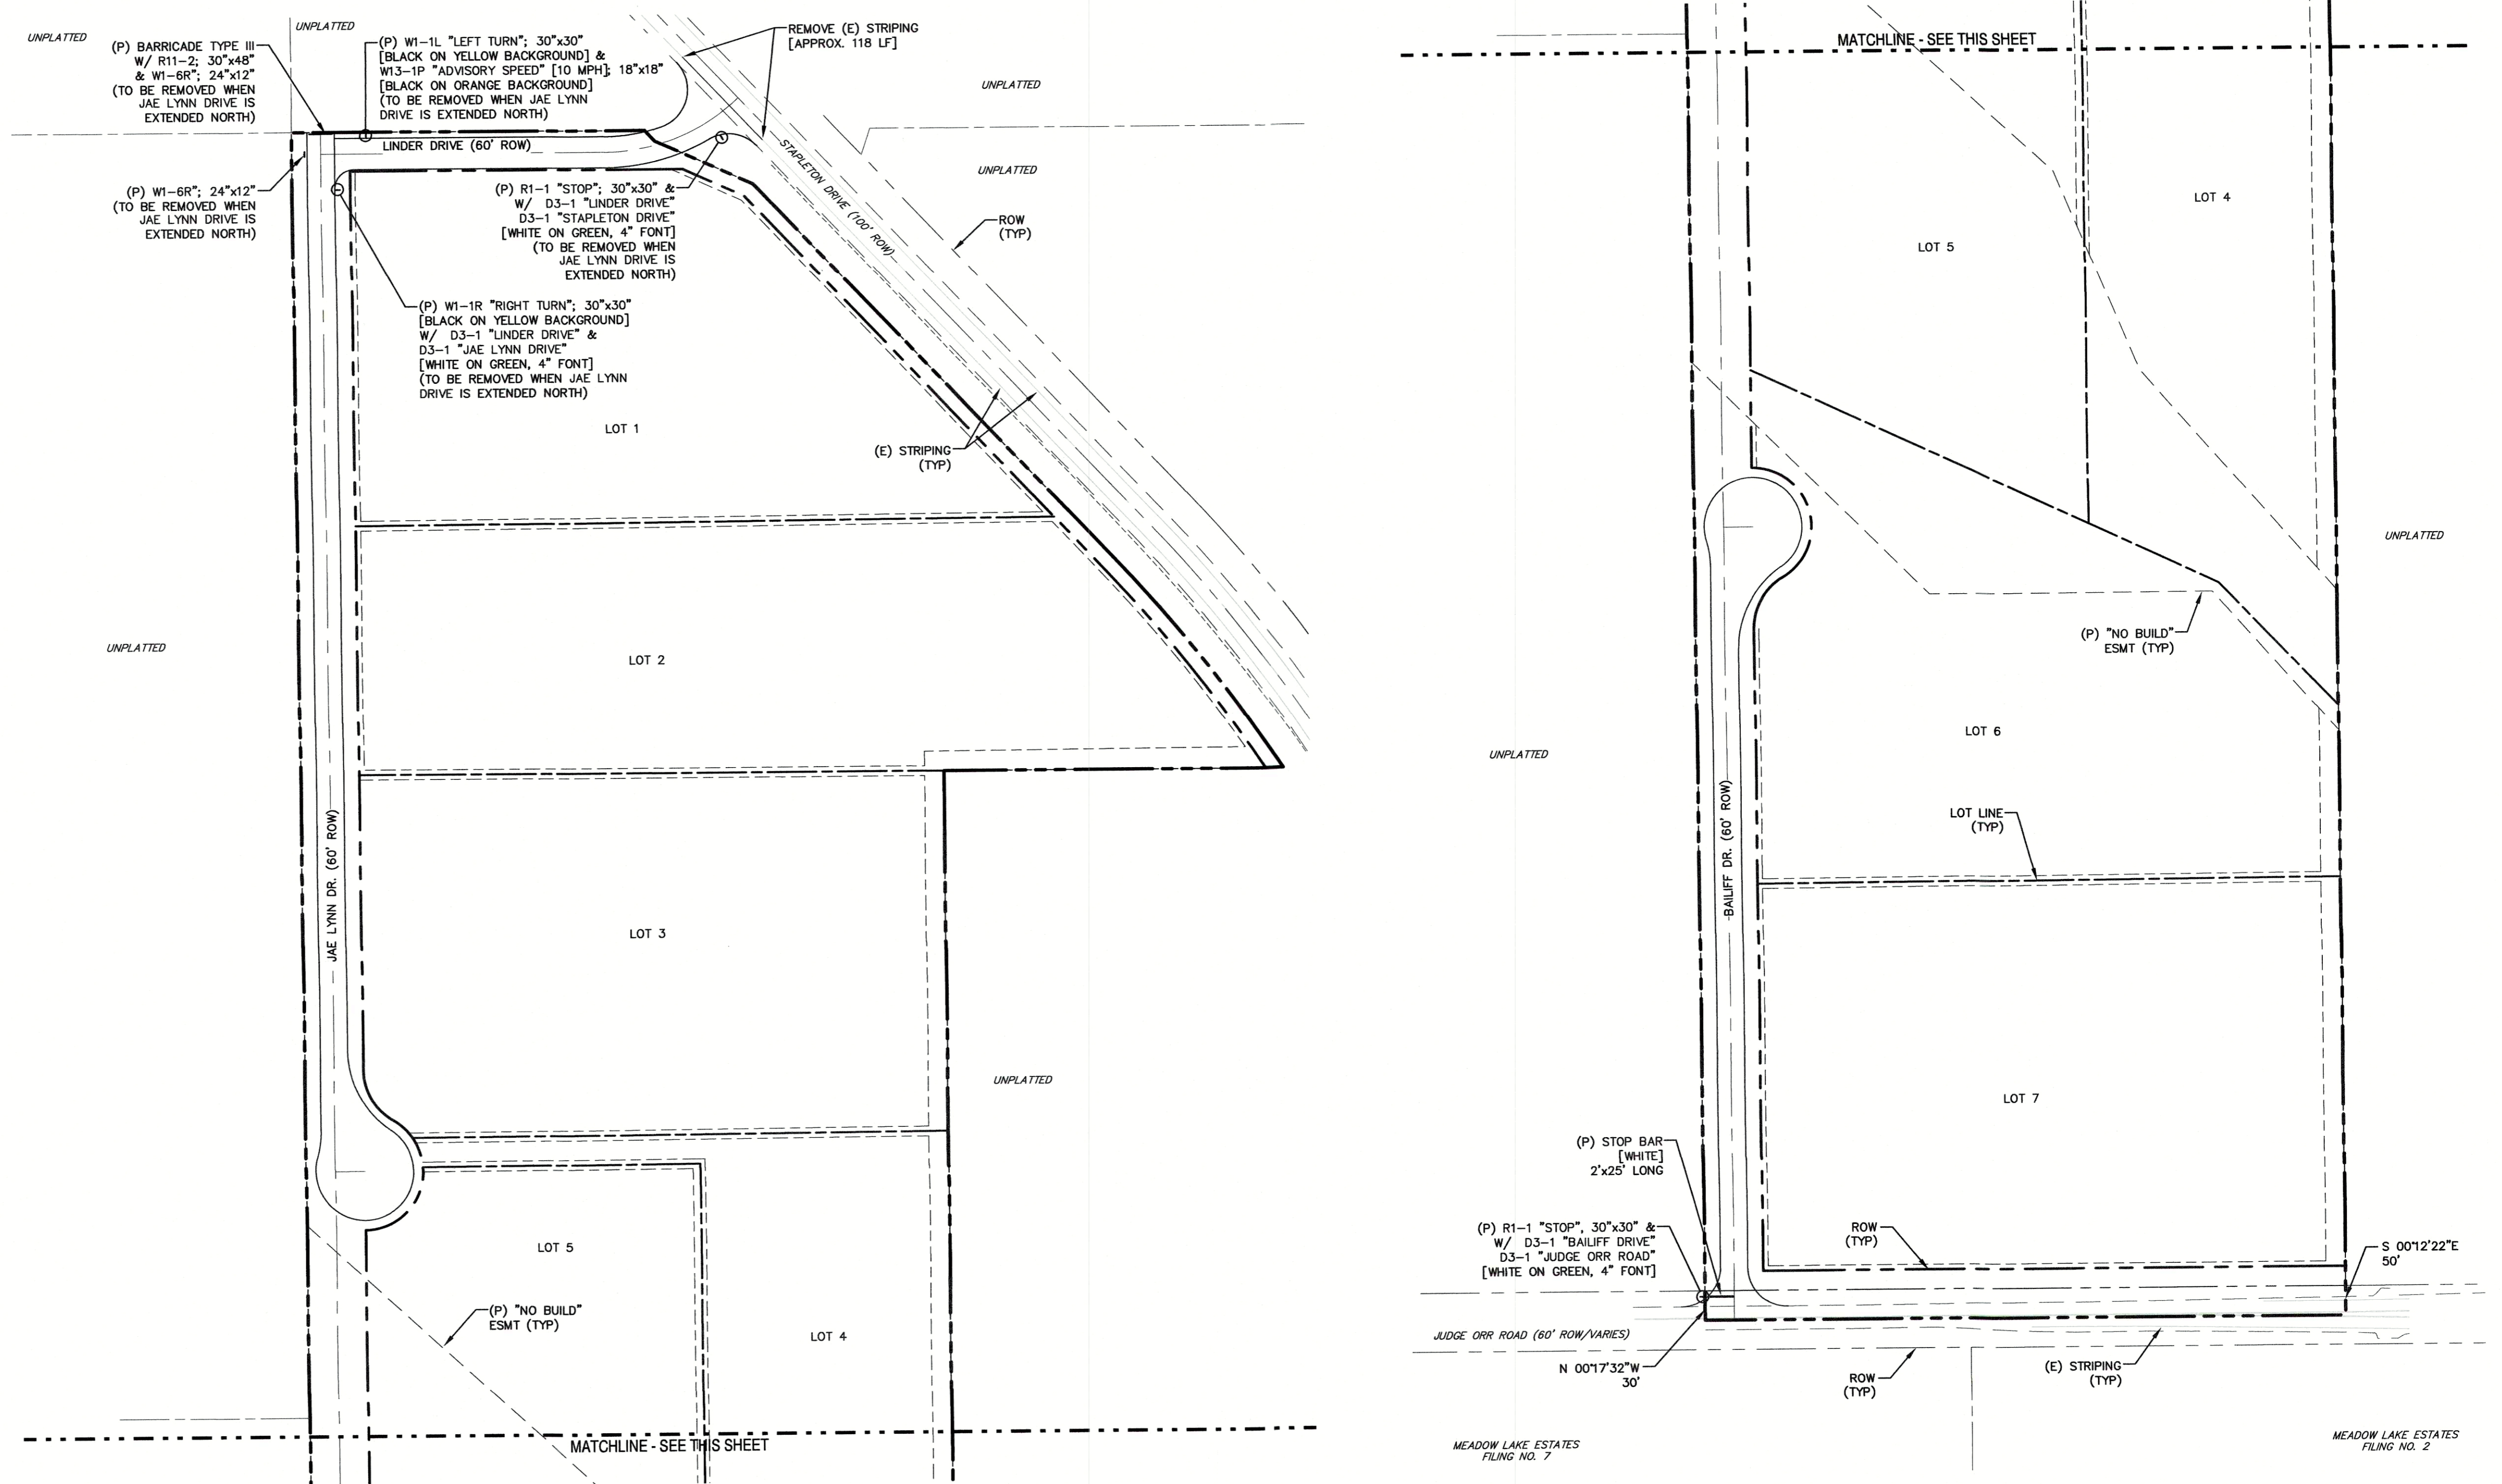 UNPLATTED
UNPLATTED
(P) BARRICADE TYPE III
W/ R11-2; 30"x48"
& W1-6R"; 24"x12"
(TO BE REMOVED WHEN
JAE LYNN DRIVE IS
EXTENDED NORTH)
(P) W1-1L "LEFT TURN"; 30"x30"
[BLACK ON YELLOW BACKGROUND] &
W13-1P "ADVISORY SPEED" [10 MPH]; 18"x18"
[BLACK ON ORANGE BACKGROUND]
(TO BE REMOVED WHEN JAE LYNN
DRIVE IS EXTENDED NORTH)
REMOVE (E) STRIPING
[APPROX. 118 LF]
UNPLATTED
LINDER DRIVE (60' ROW)
STAPLETON DRIVE (100' ROW)
UNPLATTED
(P) W1-6R"; 24"x12"
(TO BE REMOVED WHEN
JAE LYNN DRIVE IS
EXTENDED NORTH)
(P) R1-1 "STOP"; 30"x30" &
W/ D3-1 "LINDER DRIVE"
D3-1 "STAPLETON DRIVE"
[WHITE ON GREEN, 4" FONT]
(TO BE REMOVED WHEN
JAE LYNN DRIVE IS
EXTENDED NORTH)
ROW
(TYP)
(P) W1-1R "RIGHT TURN"; 30"x30"
[BLACK ON YELLOW BACKGROUND]
W/ D3-1 "LINDER DRIVE" &
D3-1 "JAE LYNN DRIVE"
[WHITE ON GREEN, 4" FONT]
(TO BE REMOVED WHEN JAE LYNN
DRIVE IS EXTENDED NORTH)
LOT 1
(E) STRIPING
(TYP)
UNPLATTED
LOT 2
JAE LYNN DR. (60' ROW)
LOT 3
UNPLATTED
LOT 5
(P) "NO BUILD"
ESMT (TYP)
LOT 4
MATCHLINE - SEE THIS SHEET
MATCHLINE - SEE THIS SHEET
LOT 4
LOT 5
UNPLATTED
(P) "NO BUILD"
ESMT (TYP)
LOT 6
UNPLATTED
BAILIFF DR. (60' ROW)
LOT LINE
(TYP)
LOT 7
(P) STOP BAR
[WHITE]
2'x25' LONG
(P) R1-1 "STOP", 30"x30" &
W/ D3-1 "BAILIFF DRIVE"
D3-1 "JUDGE ORR ROAD"
[WHITE ON GREEN, 4" FONT]
ROW
(TYP)
S 00°12'22"E
50'
JUDGE ORR ROAD (60' ROW/VARIES)
N 00°17'32"W
30'
ROW
(TYP)
(E) STRIPING
(TYP)
MEADOW LAKE ESTATES
FILING NO. 7
MEADOW LAKE ESTATES
FILING NO. 2